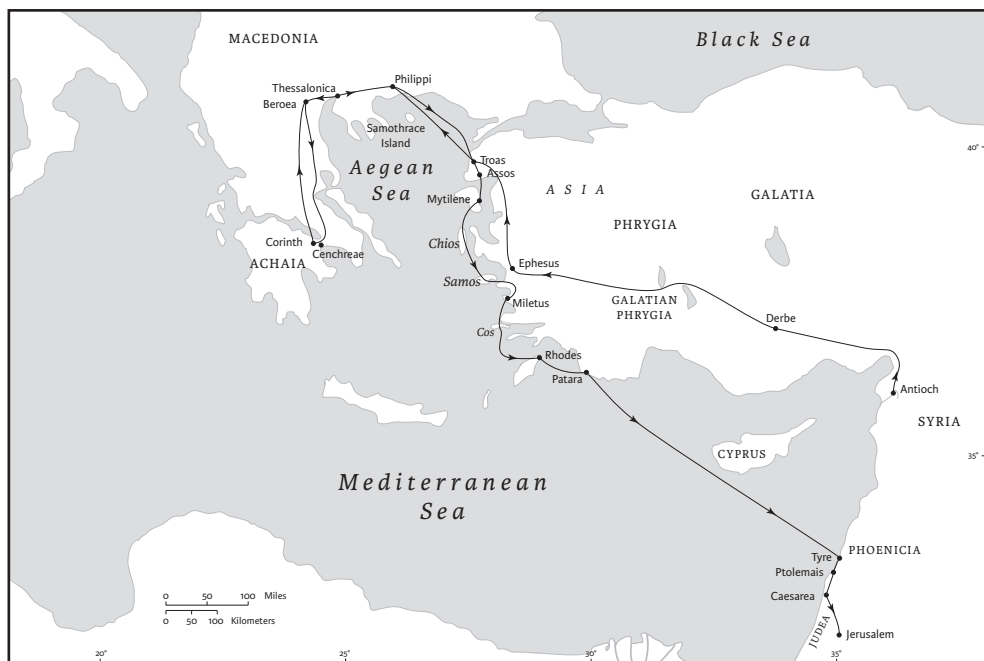 MACEDONIA
Black Sea
Philippi
Thessalonica
Beroea
Samothrace
Island
40°
Troas
Assos
Aegean
Sea
ASIA
GALATIA
Mytilene
PHRYGIA
Chios
Corinth
Cenchreae
ACHAIA
Ephesus
Samos
GALATIAN
PHRYGIA
Miletus
Derbe
Cos
Rhodes
Patara
Antioch
SYRIA
CYPRUS
35°
Mediterranean
Sea
Tyre
PHOENICIA
Ptolemais
Caesarea
0 50 100 Miles
0 50 100 Kilometers
JUDEA
Jerusalem
20°
25°
30°
35°